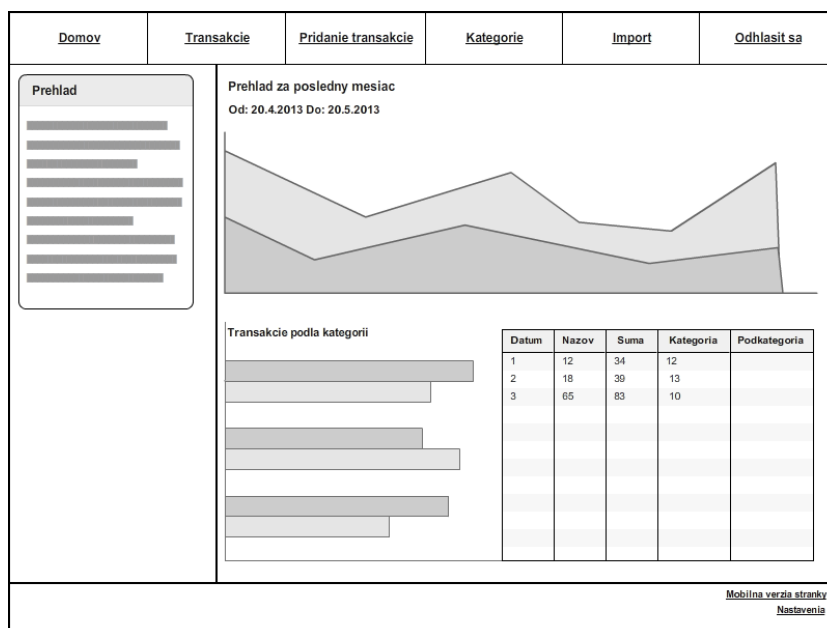 Domov Transakcie Pridanie transakcie Kategorie Import Odhlasit sa
Prehlad
Prehlad za posledny mesiac
Od: 20.4.2013 Do: 20.5.2013
Transakcie podla kategorii
Datum Nazov Suma Kategoria Podkategoria
1 12 34 12
2 18 39 13
3 65 83 10
Mobilna verzia stranky
Nastavenia